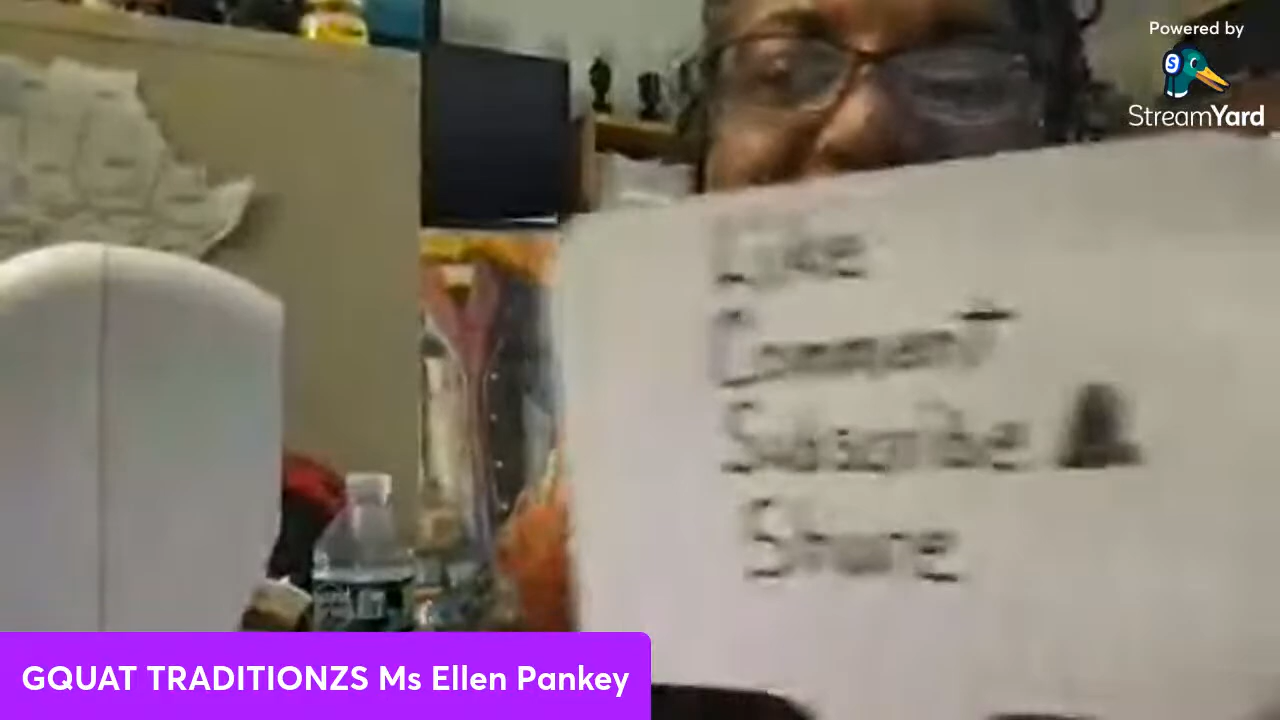 Powered by
StreamYard
Like
Comment
Subscribe
Share
GQUAT TRADITIONZS Ms Ellen Pankey